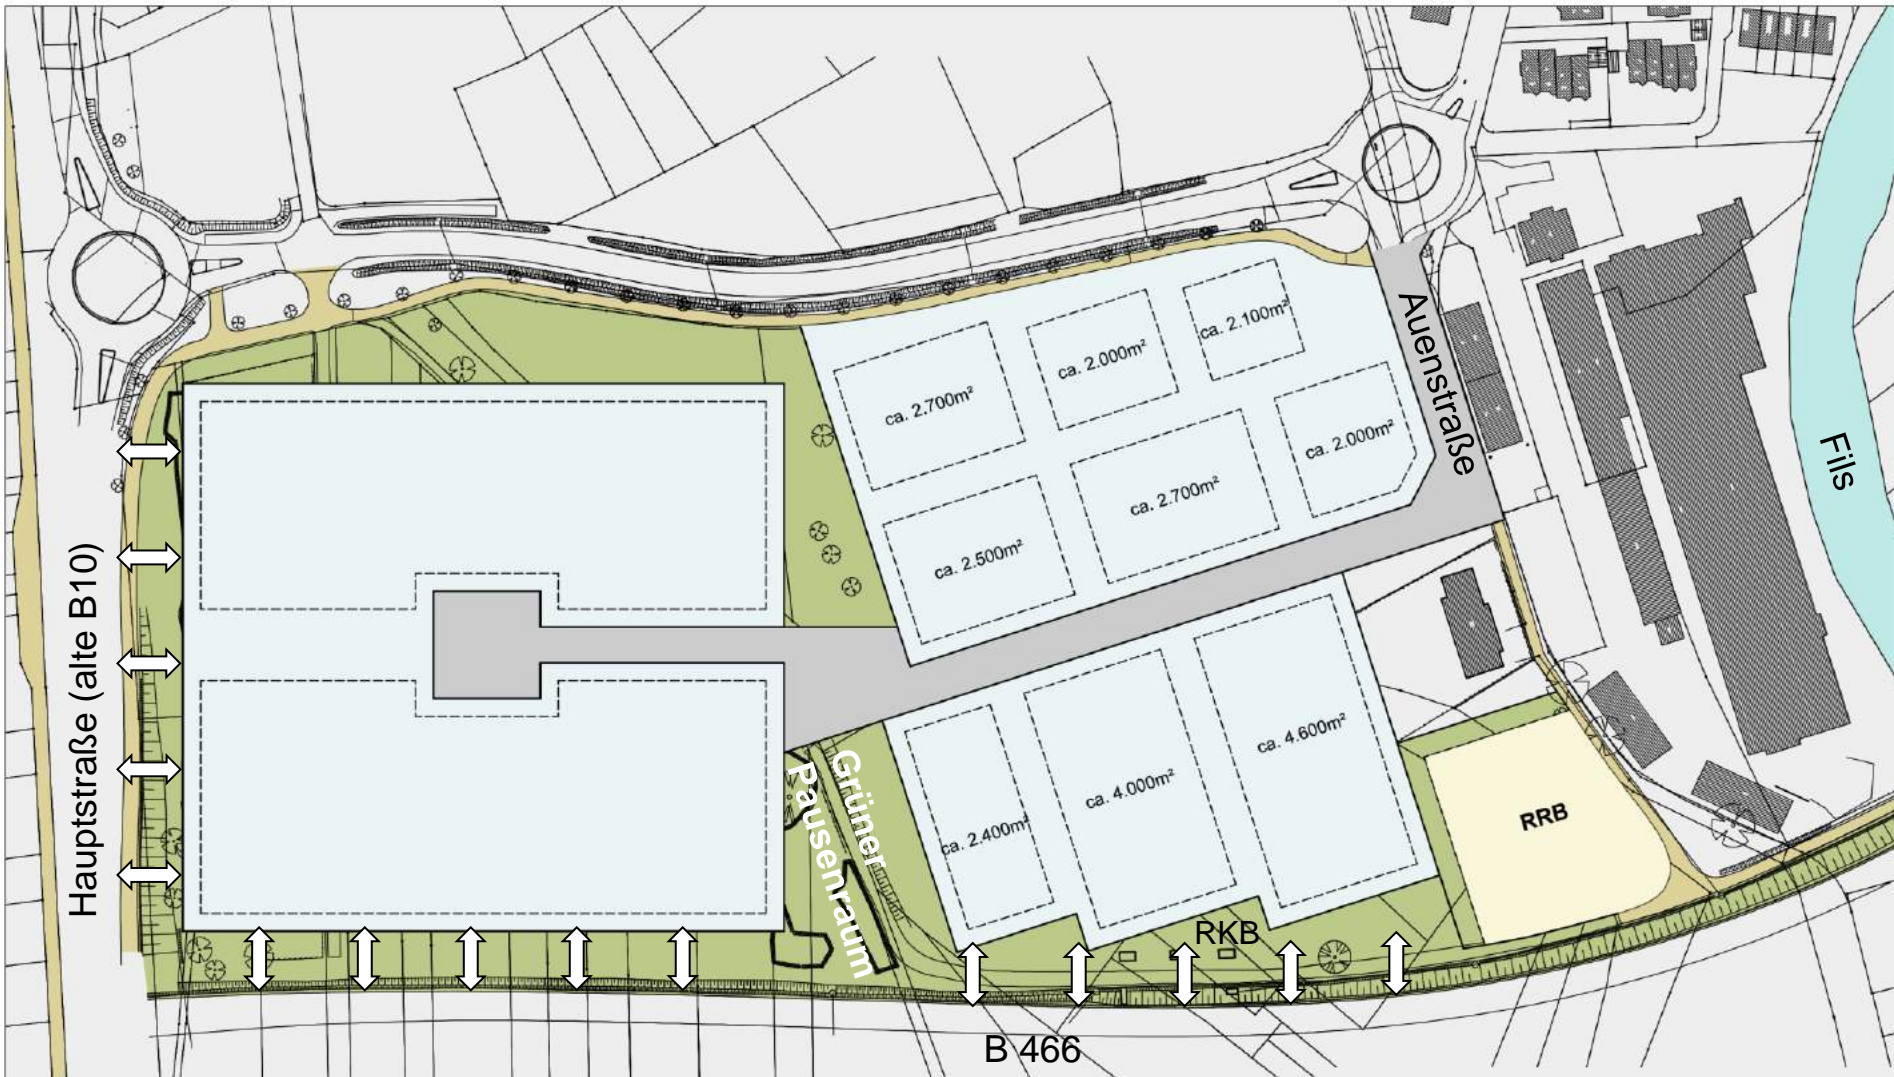 ca. 2.100m²
ca. 2.000m²
ca. 2.700m²
Auenstraße
ca. 2.000m²
ca. 2.700m²
ca. 2.500m²
Fils
Hauptstraße (alte B10)
ca. 4.600m²
ca. 4.000m²
ca. 2.400m²
Grüner
Pausenraum
RRB
RKB
B 466